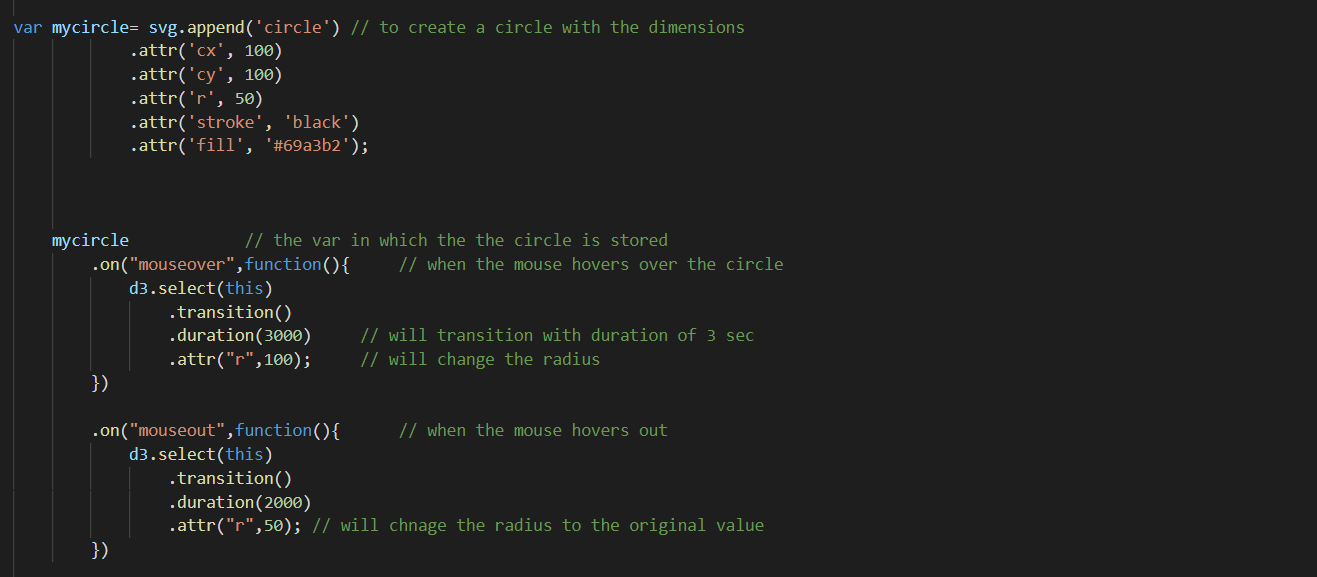 var mycircle= svg.append('circle') // to create a circle with the dimensions
.attr('cx', 100)
.attr('cy', 100)
.attr('r', 50)
.attr('stroke', 'black')
.attr('fill', '#69a3b2');
mycircle // the var in which the the circle is stored
.on("mouseover",function(){ // when the mouse hovers over the circle
d3.select(this)
.transition()
.duration(3000) // will transition with duration of 3 sec
.attr("r",100); // will change the radius
})
.on("mouseout",function(){ // when the mouse hovers out
d3.select(this)
.transition()
.duration(2000)
.attr("r",50); // will chnage the radius to the original value
})